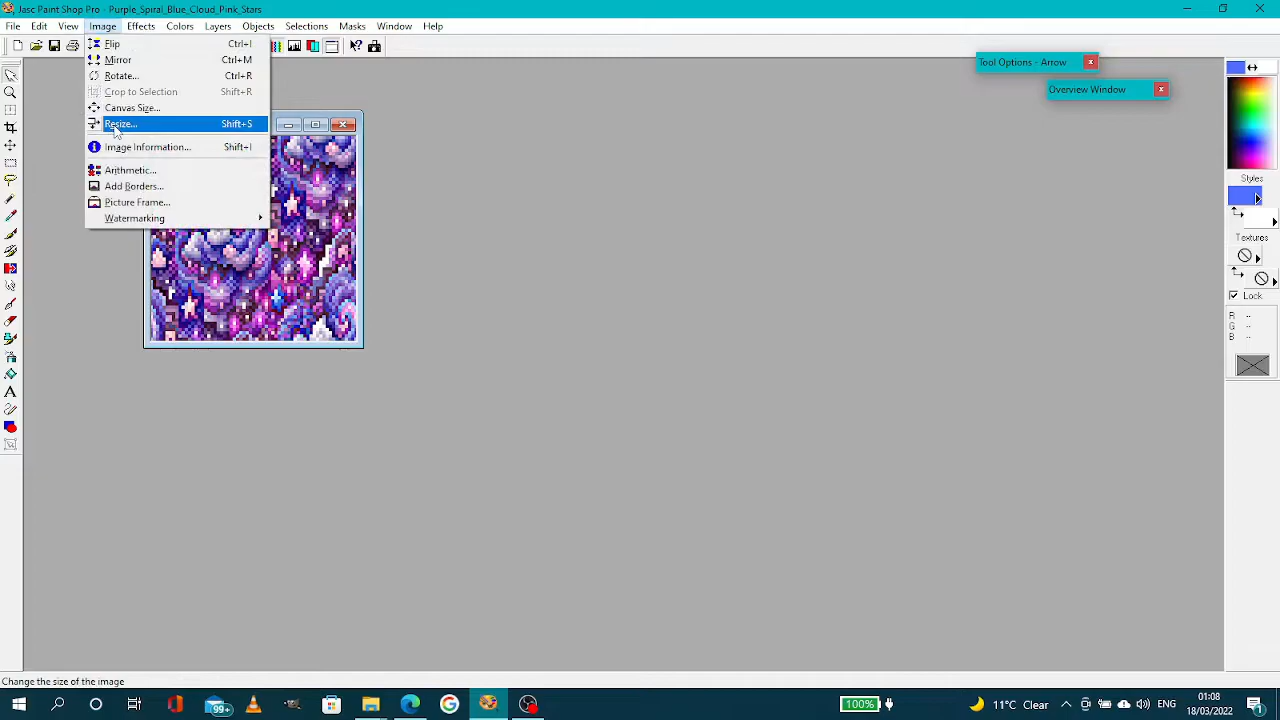 Jasc Paint Shop Pro - Purple_Spiral_Blue_Cloud_Pink_Stars
File Edit View Image Effects Colors Layers Objects Selections Masks Window Help
Flip Ctrl+I
Mirror Ctrl+M
Rotate... Ctrl+R
Crop to Selection Shift+R
Canvas Size...
Resize... Shift+S
Image Information... Shift+I
Arithmetic...
Add Borders...
Picture Frame...
Watermarking
Tool Options - Arrow
Overview Window
Styles
Textures
Lock
R: --
G: --
B: --
Change the size of the image
99+
100%
11°C Clear
ENG
01:08
18/03/2022
1